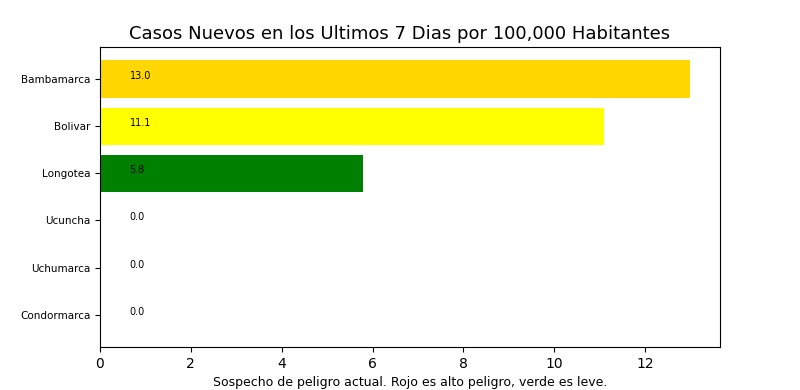 Casos Nuevos en los Ultimos 7 Dias por 100,000 Habitantes
Bambamarca 13.0
Bolivar 11.1
Longotea 5.8
Ucuncha 0.0
Uchumarca 0.0
Condormarca 0.0
0 2 4 6 8 10 12
Sospecho de peligro actual. Rojo es alto peligro, verde es leve.